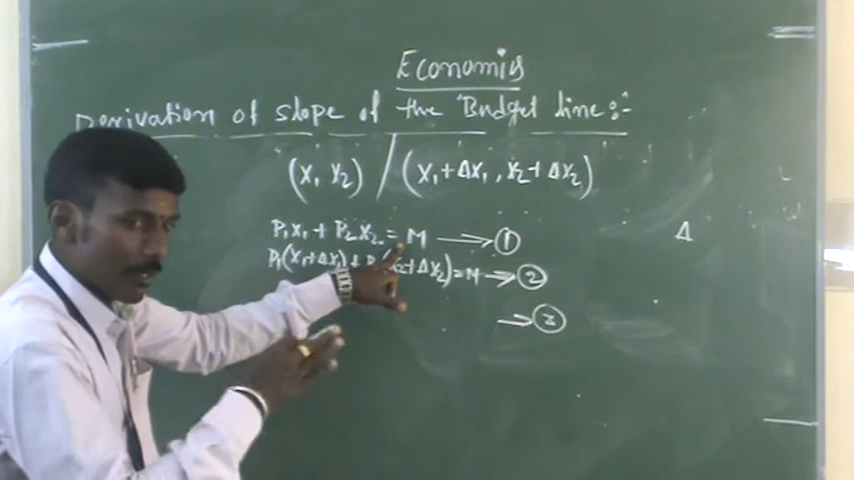 Economics
Derivation of slope of the Budget line:-
(x₁ x₂) / (x₁+Δx₁, x₂+Δx₂)
P₁x₁ + P₂x₂ = M → ①
P₁(x₁+Δx₁) + P (x₂+Δx₂) = M → ②
Δ
→ ③